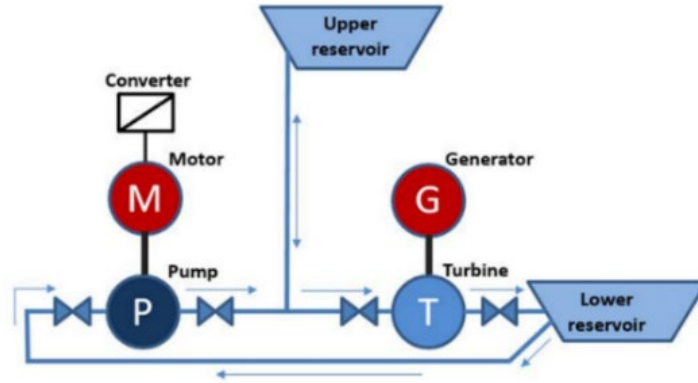 Upper
reservoir
Converter
Motor
Generator
M
G
Pump
Turbine
P
T
Lower
reservoir